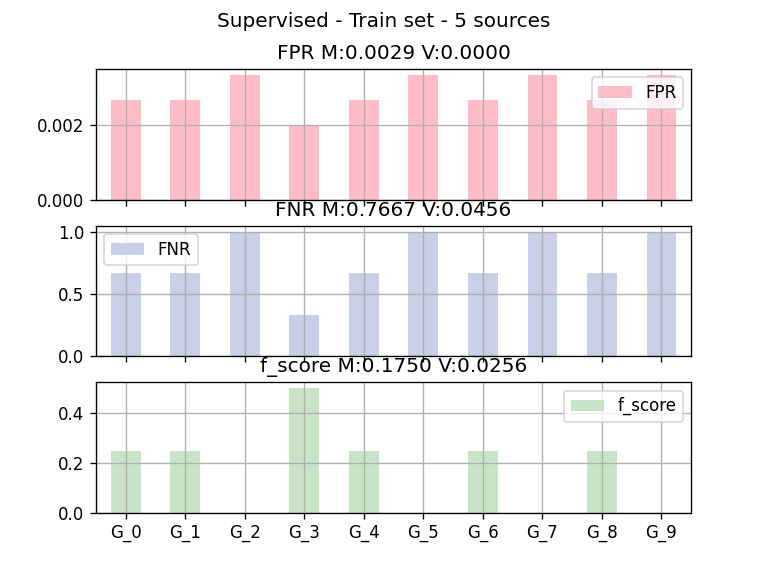 Supervised - Train set - 5 sources
FPR M:0.0029 V:0.0000
FPR
0.002
0.000
FNR M:0.7667 V:0.0456
1.0
FNR
0.5
0.0
f_score M:0.1750 V:0.0256
f_score
0.4
0.2
0.0
G_0 G_1 G_2 G_3 G_4 G_5 G_6 G_7 G_8 G_9